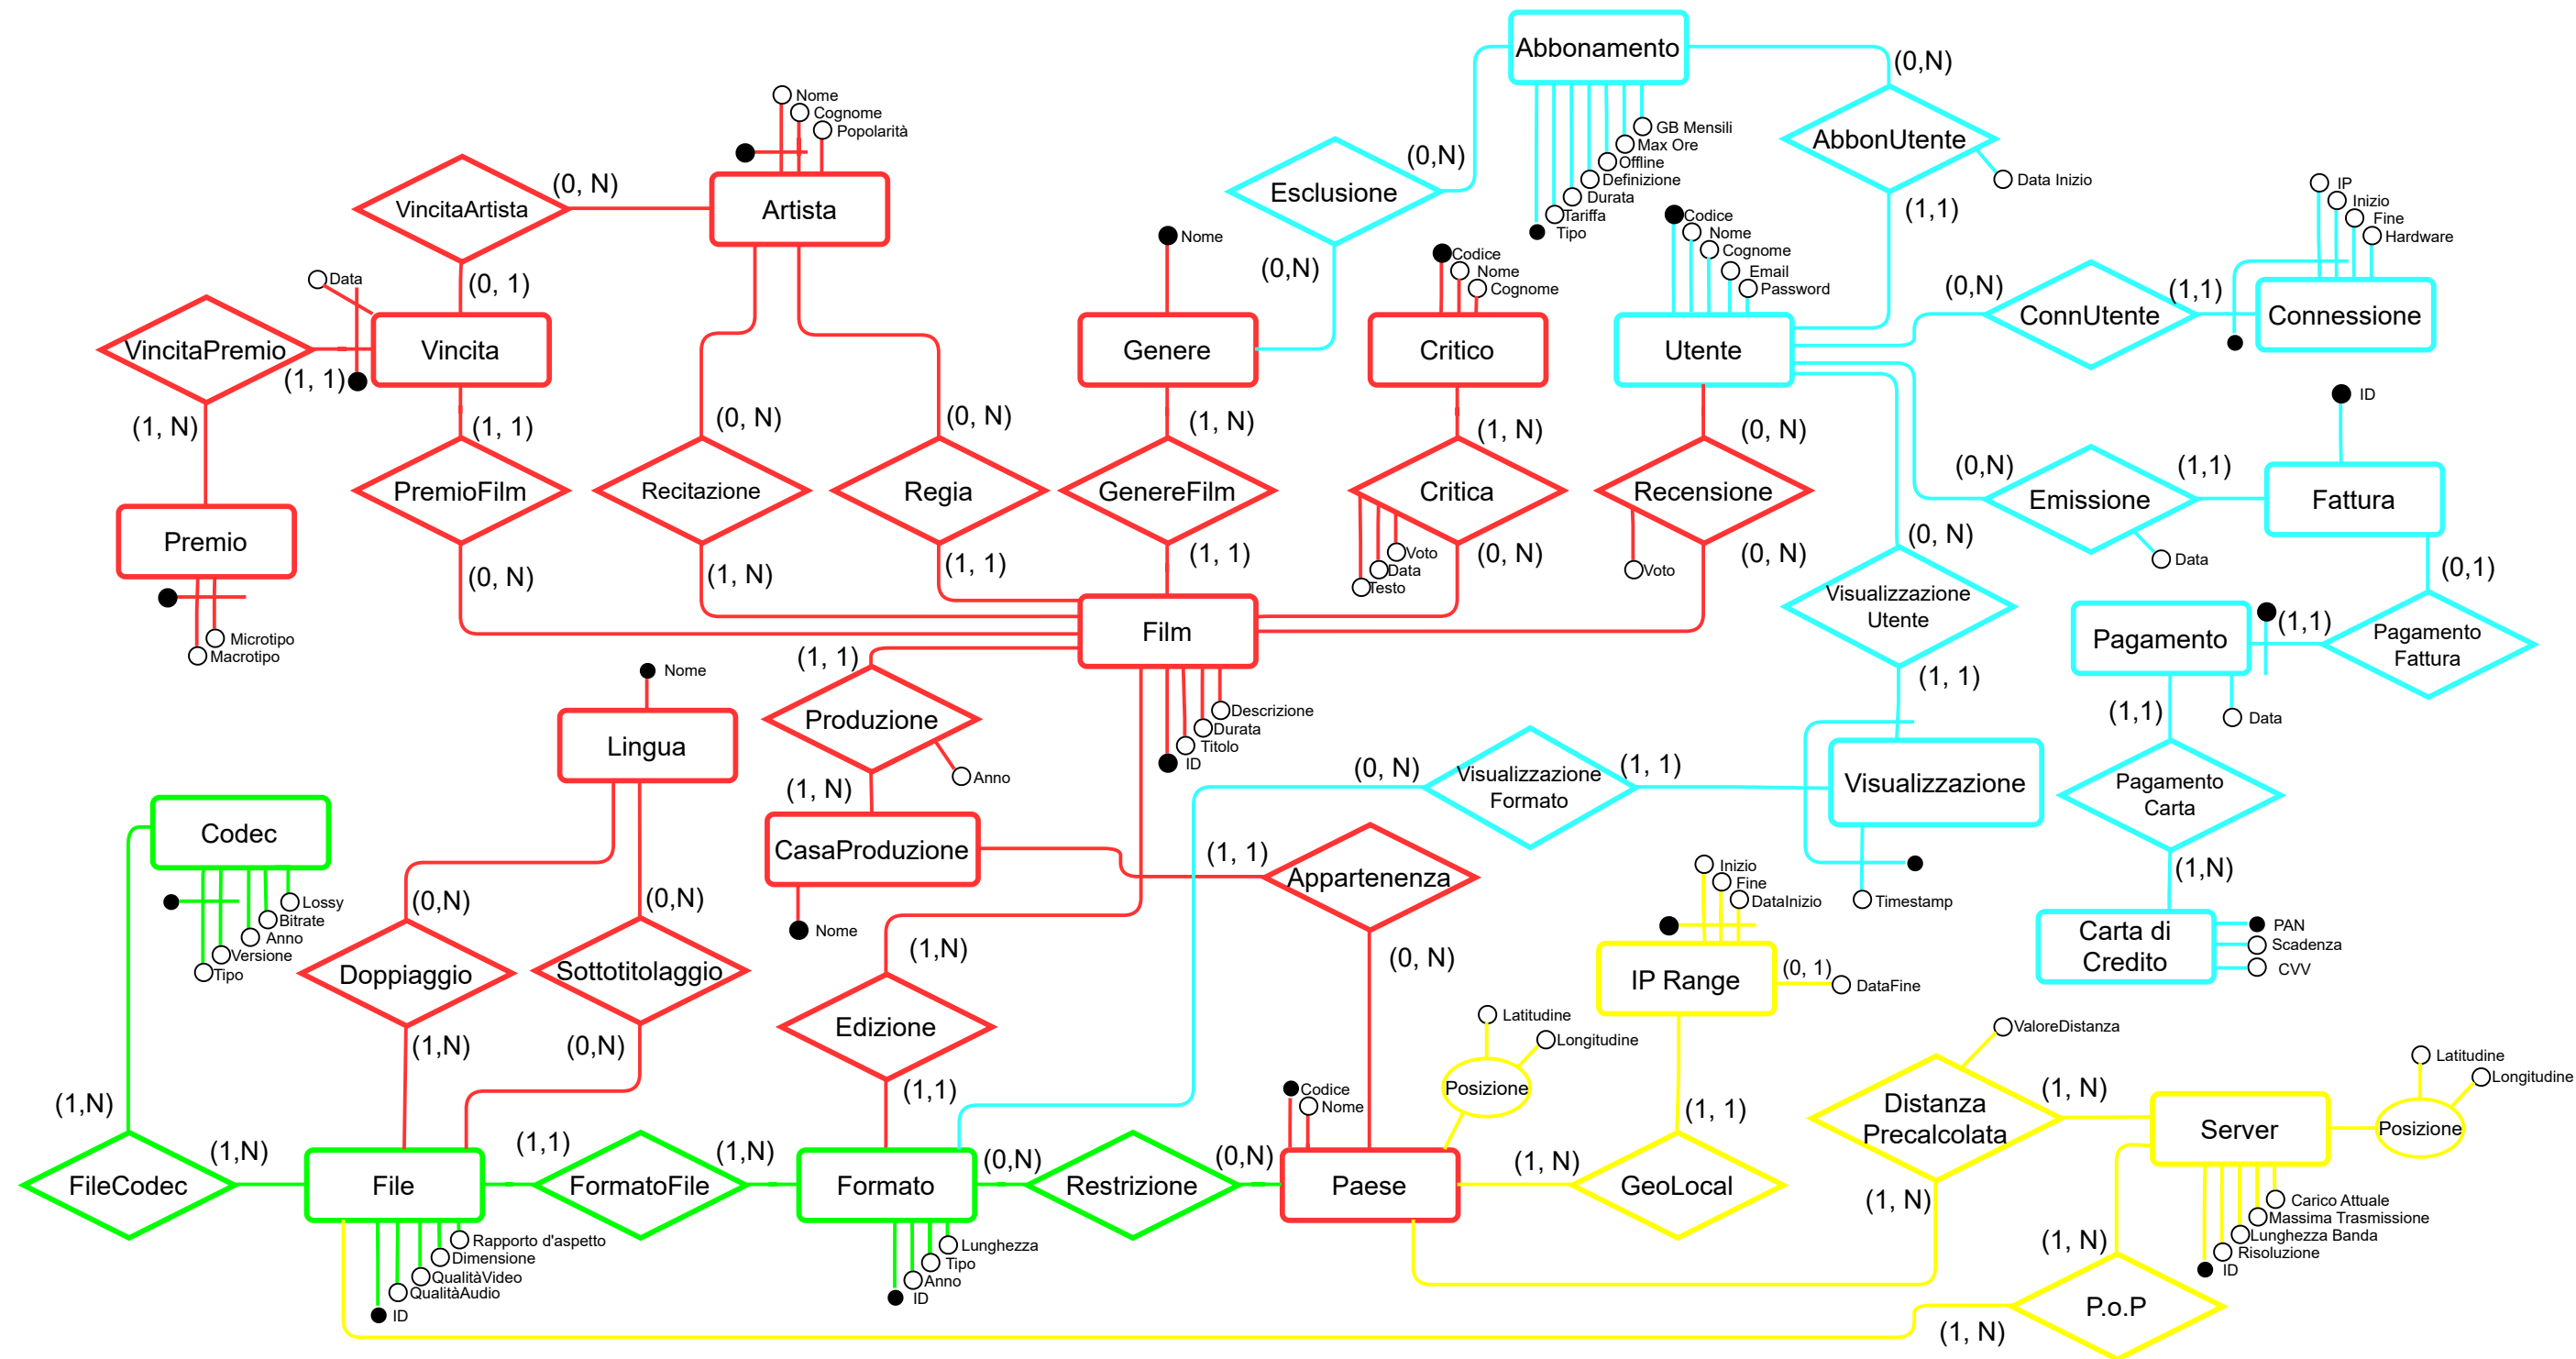 Abbonamento
(0,N)
GB Mensili
Max Ore
Offline
Definizione
Durata
Tariffa
Tipo
AbbonUtente
Data Inizio
(1,1)
(0,N)
Esclusione
(0,N)
Nome
Cognome
Popolarità
Artista
(0, N)
VincitaArtista
(0, 1)
Data
Vincita
VincitaPremio
(1, 1)
(1, N)
Premio
Microtipo
Macrotipo
(1, 1)
PremioFilm
(0, N)
(0, N)
Recitazione
(1, N)
(0, N)
Regia
(1, 1)
Nome
Genere
(1, N)
GenereFilm
(1, 1)
Codice
Nome
Cognome
Critico
(1, N)
Critica
Voto
Data
Testo
(0, N)
Codice
Nome
Cognome
Email
Password
Utente
(0, N)
Recensione
Voto
(0, N)
IP
Inizio
Fine
Hardware
Connessione
(1,1)
ConnUtente
(0,N)
ID
Fattura
(1,1)
Emissione
(0,N)
Data
(0,1)
Pagamento
Fattura
(1,1)
Pagamento
Data
(1,1)
Pagamento
Carta
(1,N)
Carta di
Credito
PAN
Scadenza
CVV
(0, N)
Visualizzazione
Utente
(1, 1)
Visualizzazione
Timestamp
(1, 1)
Visualizzazione
Formato
(0, N)
Film
Descrizione
Durata
Titolo
ID
(1, 1)
Produzione
Anno
(1, N)
CasaProduzione
Nome
(1, 1)
Appartenenza
(0, N)
Nome
Lingua
(0,N)
Doppiaggio
(1,N)
(0,N)
Sottotitolaggio
(0,N)
Codec
Lossy
Bitrate
Anno
Versione
Tipo
(1,N)
FileCodec
(1,N)
File
Rapporto d'aspetto
Dimensione
QualitàVideo
QualitàAudio
ID
(1,1)
FormatoFile
(1,N)
(1,N)
Edizione
(1,1)
Formato
Lunghezza
Tipo
Anno
ID
(0,N)
Restrizione
(0,N)
Codice
Nome
Paese
Latitudine
Longitudine
Posizione
(1, N)
GeoLocal
(1, 1)
Inizio
Fine
DataInizio
IP Range
(0, 1)
DataFine
ValoreDistanza
Distanza
Precalcolata
(1, N)
(1, N)
Server
Latitudine
Longitudine
Posizione
Carico Attuale
Massima Trasmissione
Lunghezza Banda
Risoluzione
ID
(1, N)
P.o.P
(1, N)